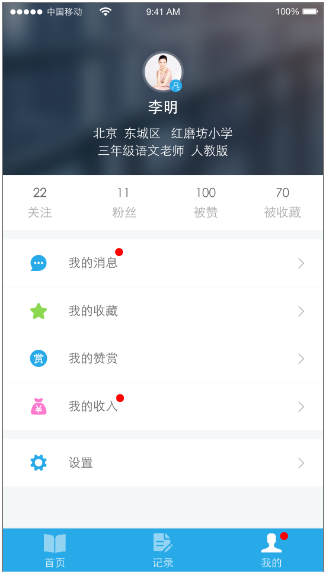 中国移动 9:41 AM 100%
李明
北京 东城区 红磨坊小学
三年级语文老师 人教版
22 11 100 70
关注 粉丝 被赞 被收藏
我的消息
我的收藏
赏 我的赞赏
¥ 我的收入
设置
首页 记录 我的